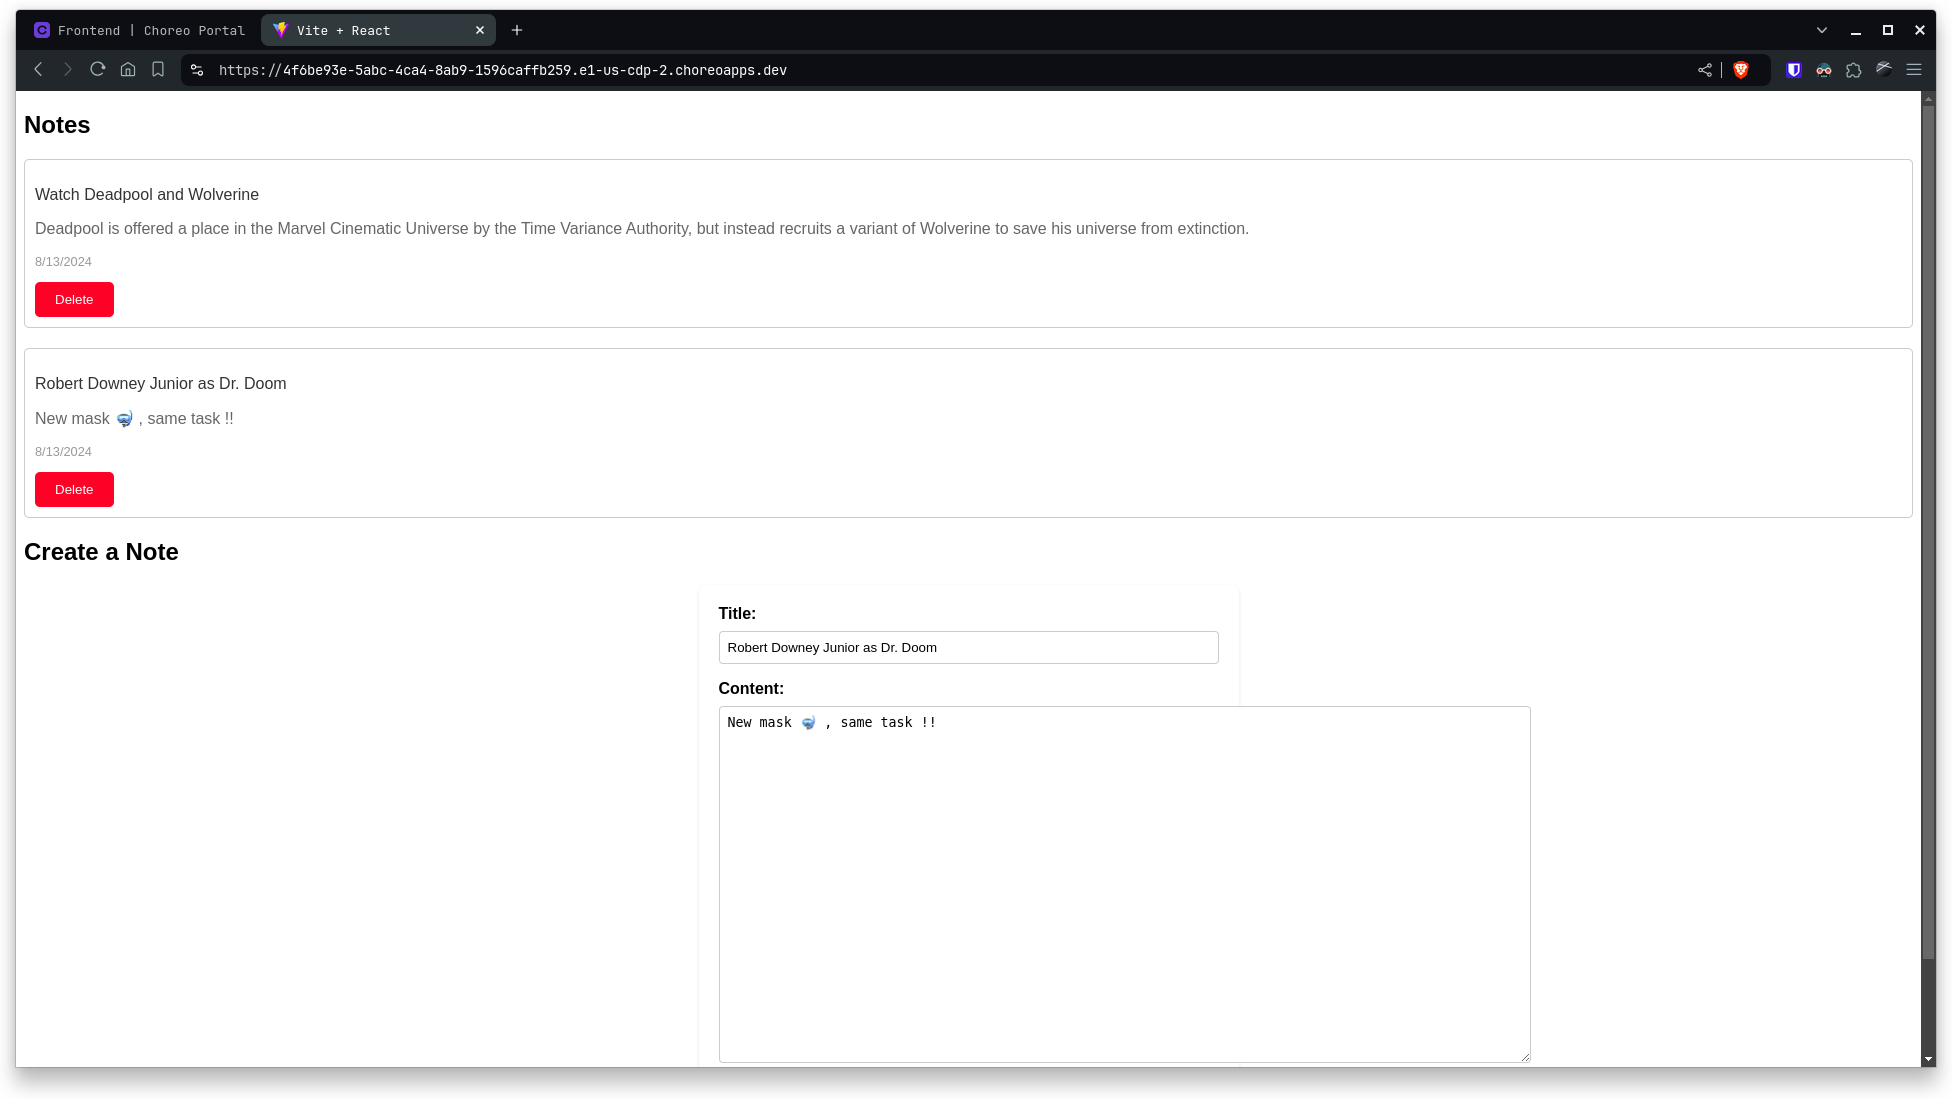 Frontend | Choreo Portal
Vite + React
https://4f6be93e-5abc-4ca4-8ab9-1596caffb259.e1-us-cdp-2.choreoapps.dev
Notes
Watch Deadpool and Wolverine
Deadpool is offered a place in the Marvel Cinematic Universe by the Time Variance Authority, but instead recruits a variant of Wolverine to save his universe from extinction.
8/13/2024
Delete
Robert Downey Junior as Dr. Doom
New mask 🤿 , same task !!
8/13/2024
Delete
Create a Note
Title:
Robert Downey Junior as Dr. Doom
Content:
New mask 🤿 , same task !!